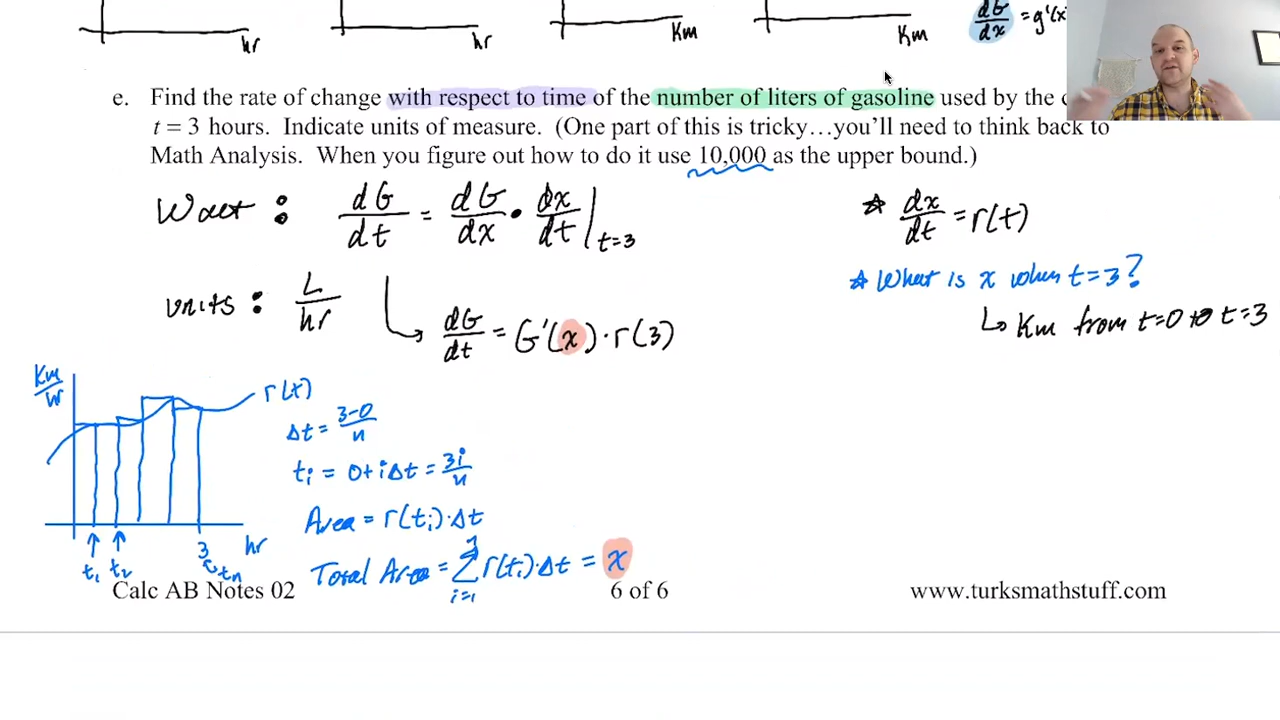 hr
hr
Km
Km
dG/dx = g'(x
e. Find the rate of change with respect to time of the number of liters of gasoline used by the c
t = 3 hours. Indicate units of measure. (One part of this is tricky…you'll need to think back to
Math Analysis. When you figure out how to do it use 10,000 as the upper bound.)
Want : dG/dt = dG/dx • dx/dt |t=3
☆ dx/dt = r(t)
☆ What is x when t=3?
↳ Km from t=0 to t=3
units : L/hr
dG/dt = G'(x) · r(3)
Km/hr
r(t)
Δt = 3-0/n
ti = 0+iΔt = 3i/n
Area = r(ti)·Δt
3
hr
t1 t2
tn
Total Area = Σ i=1 r(ti)·Δt = x
Calc AB Notes 02
6 of 6
www.turksmathstuff.com